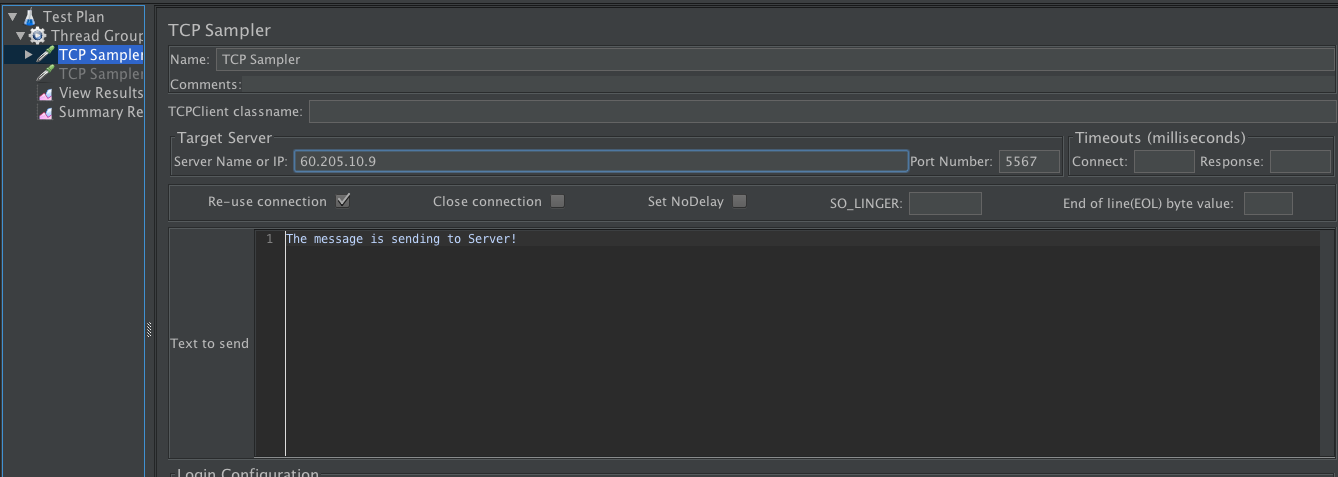 Test Plan
Thread Group
TCP Sampler
TCP Sampler
View Results
Summary Re
TCP Sampler
Name: TCP Sampler
Comments:
TCPClient classname:
Target Server
Timeouts (milliseconds)
Server Name or IP: 60.205.10.9 Port Number: 5567 Connect: Response:
Re-use connection Close connection Set NoDelay SO_LINGER: End of line(EOL) byte value:
1 The message is sending to Server!
Text to send
Login Configuration